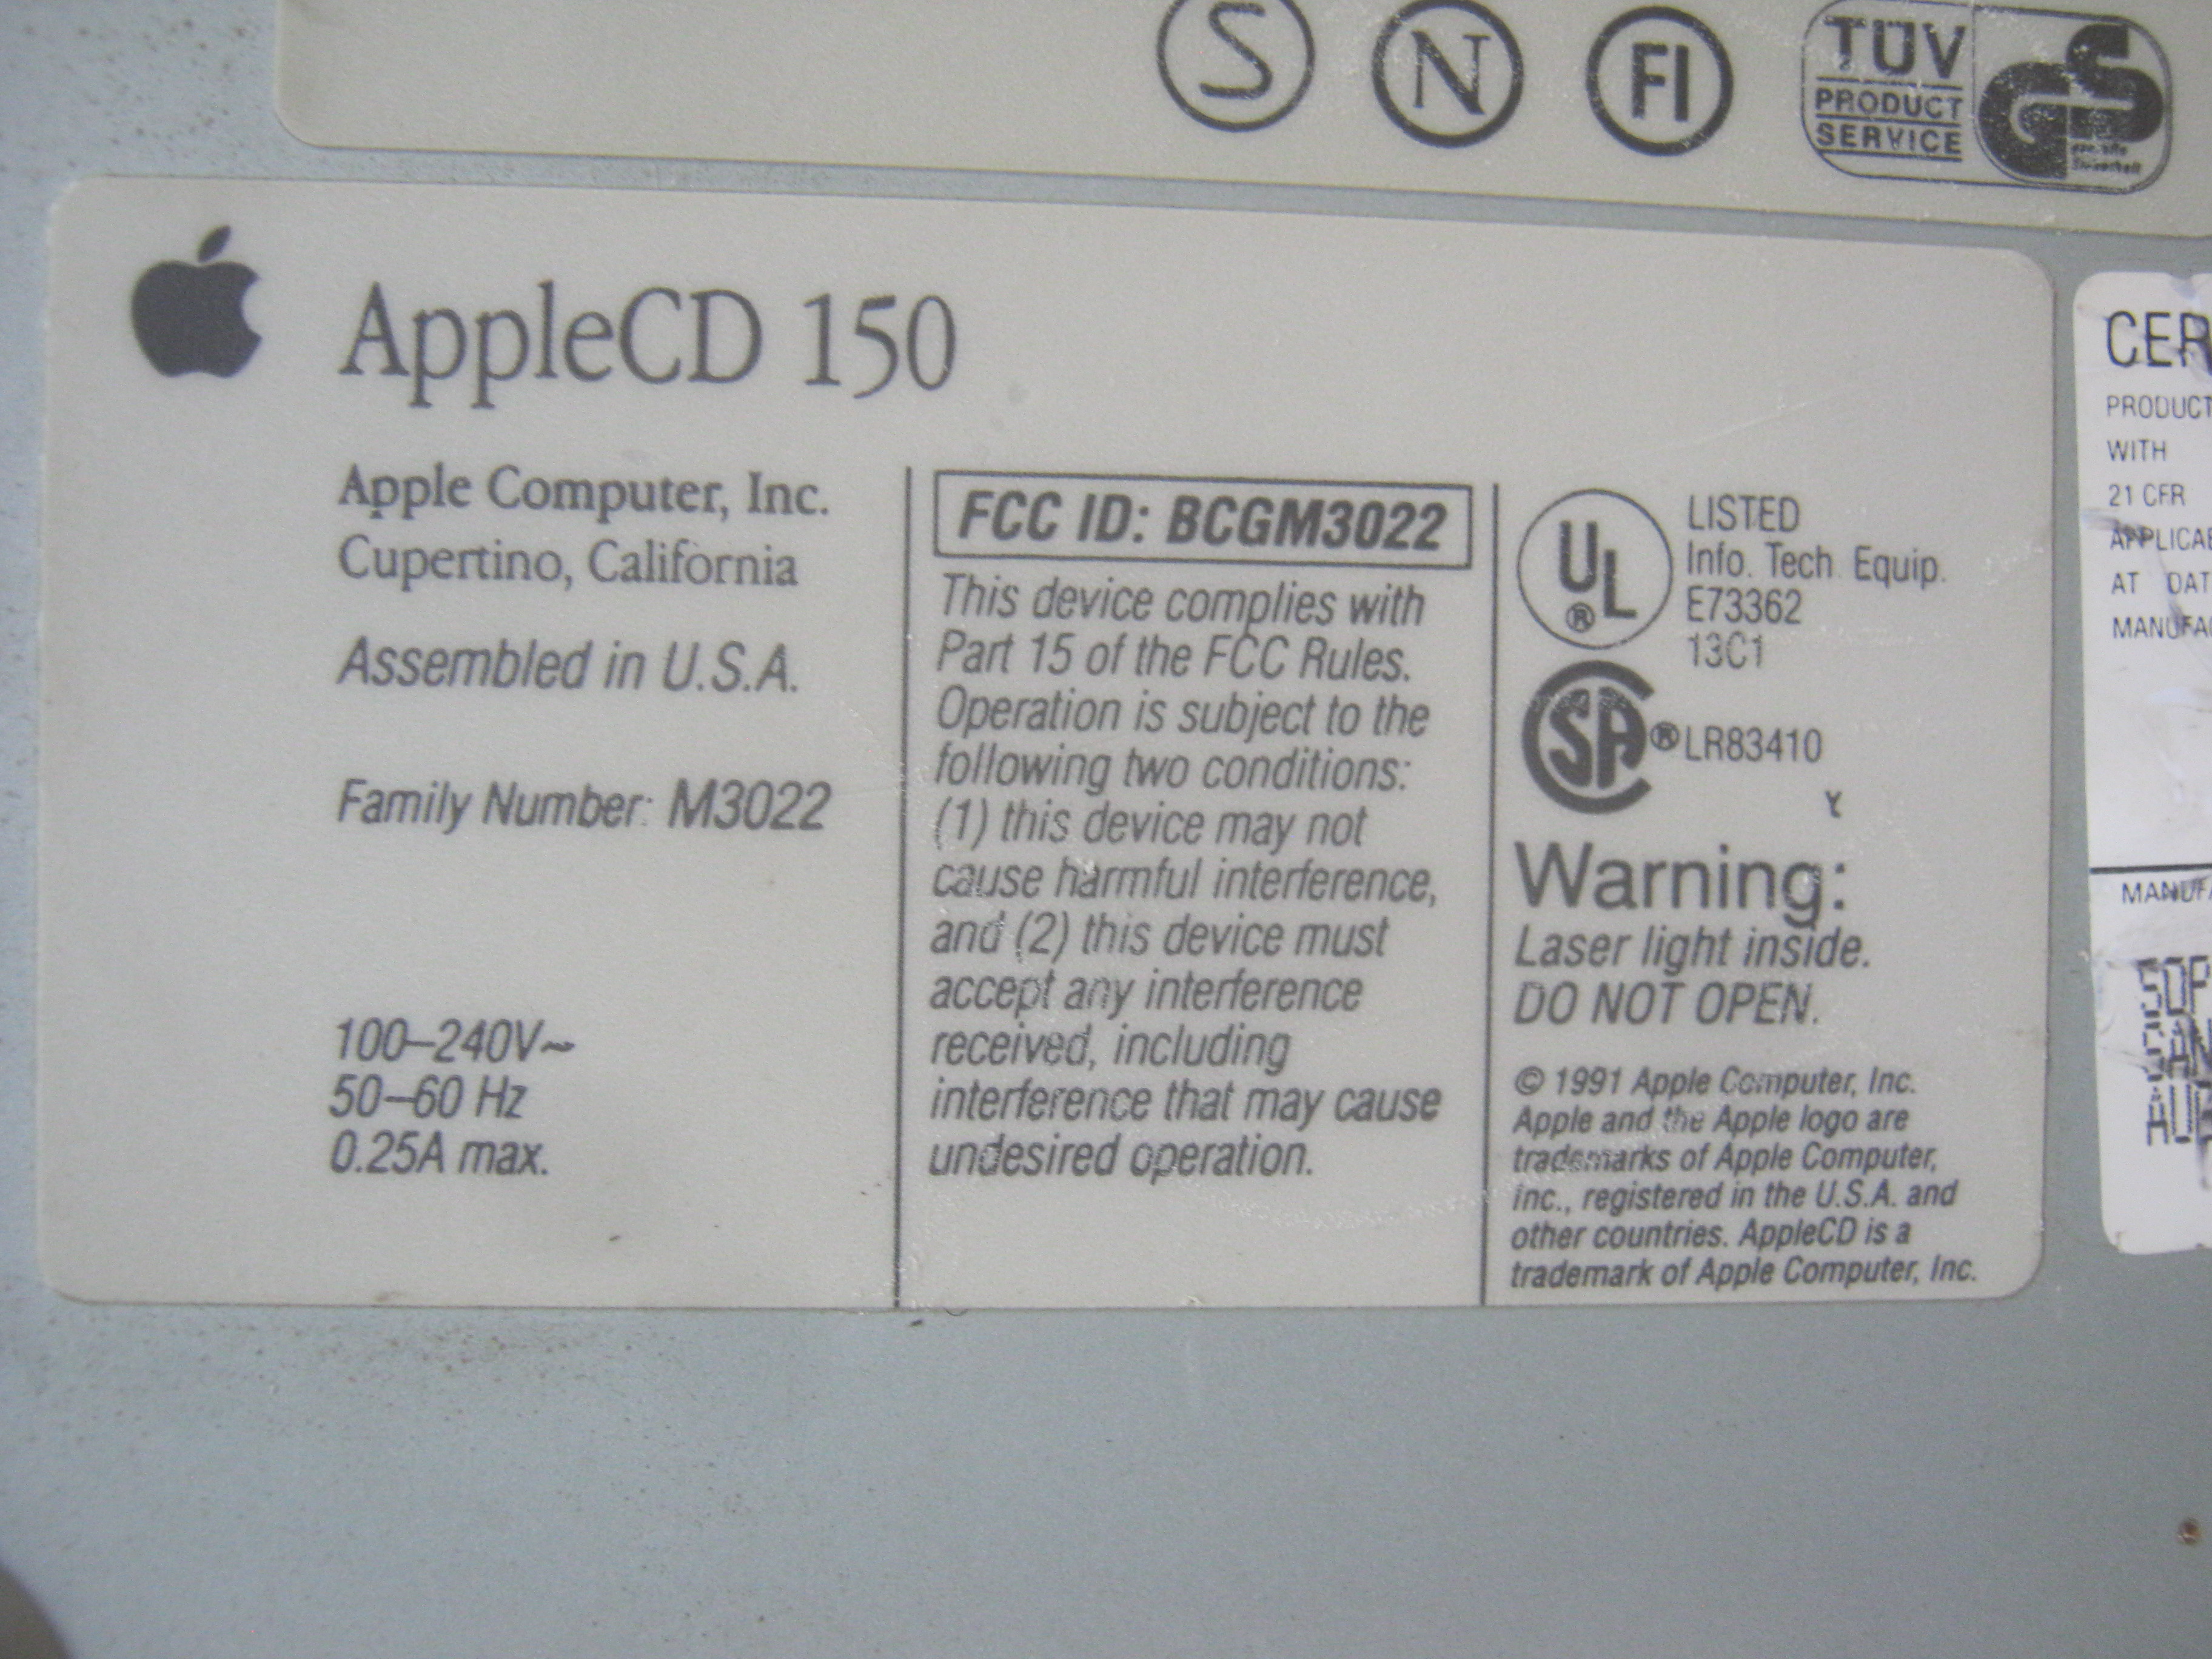 S N FI TÜV
PRODUCT
SERVICE
GS
AppleCD 150
Apple Computer, Inc.
Cupertino, California
Assembled in U.S.A.
Family Number: M3022
100–240V~
50–60 Hz
0.25A max.
FCC ID: BCGM3022
This device complies with
Part 15 of the FCC Rules.
Operation is subject to the
following two conditions:
(1) this device may not
cause harmful interference,
and (2) this device must
accept any interference
received, including
interference that may cause
undesired operation.
UL®
LISTED
Info. Tech. Equip.
E73362
13C1
CSA® LR83410
Y
Warning:
Laser light inside.
DO NOT OPEN.
© 1991 Apple Computer, Inc.
Apple and the Apple logo are
trademarks of Apple Computer,
Inc., registered in the U.S.A. and
other countries. AppleCD is a
trademark of Apple Computer, Inc.
CER
PRODUCT
WITH
21 CFR
APPLICAB
AT DAT
MANUFA
MANUFA
SAN